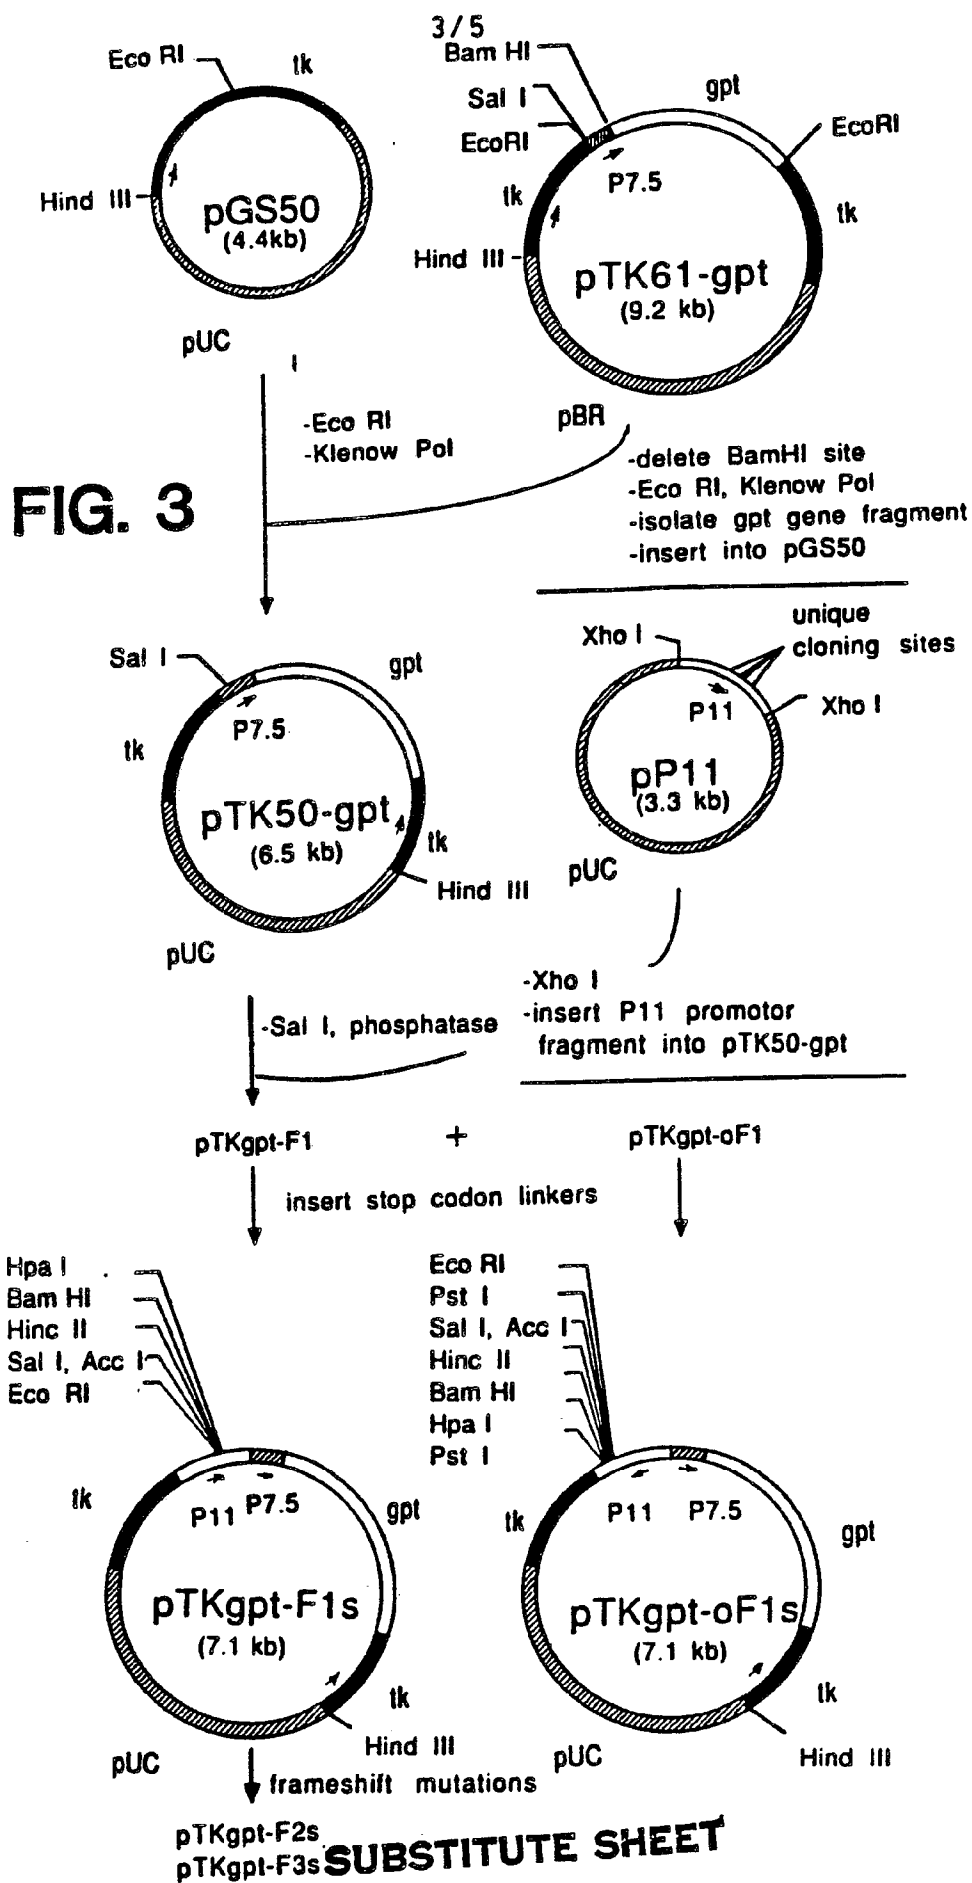 3/5
Eco RI
tk
Hind III
pGS50
(4.4kb)
pUC
Bam HI
Sal I
EcoRI
gpt
EcoRI
P7.5
tk
tk
Hind III
pTK61-gpt
(9.2 kb)
pBR
-Eco RI
-Klenow Pol
-delete BamHI site
-Eco RI, Klenow Pol
-isolate gpt gene fragment
-insert into pGS50
FIG. 3
Sal I
gpt
P7.5
tk
pTK50-gpt
(6.5 kb)
tk
Hind III
pUC
unique
cloning sites
Xho I
P11
Xho I
pP11
(3.3 kb)
pUC
-Sal I, phosphatase
-Xho I
-insert P11 promotor
fragment into pTK50-gpt
pTKgpt-F1
+
pTKgpt-oF1
insert stop codon linkers
Hpa I
Bam HI
Hinc II
Sal I, Acc I
Eco RI
tk
P11
P7.5
gpt
pTKgpt-F1s
(7.1 kb)
tk
Hind III
pUC
Eco RI
Pst I
Sal I, Acc I
Hinc II
Bam HI
Hpa I
Pst I
tk
P11
P7.5
gpt
pTKgpt-oF1s
(7.1 kb)
tk
Hind III
pUC
frameshift mutations
pTKgpt-F2s
pTKgpt-F3s
SUBSTITUTE SHEET